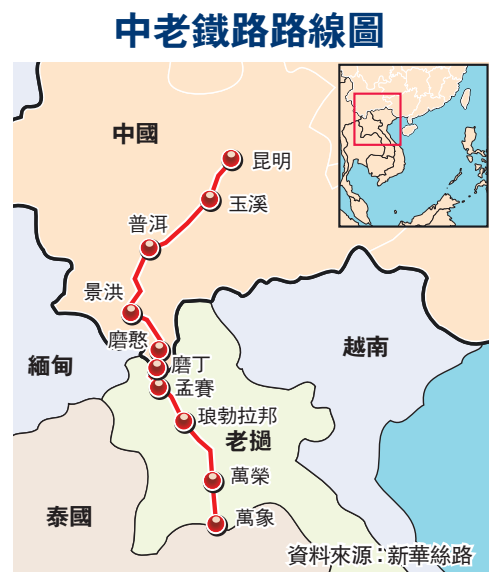 中老鐵路路線圖
中國
昆明
玉溪
普洱
景洪
磨憨
越南
緬甸
磨丁
孟賽
琅勃拉邦
老撾
萬榮
泰國
萬象
資料來源：新華絲路